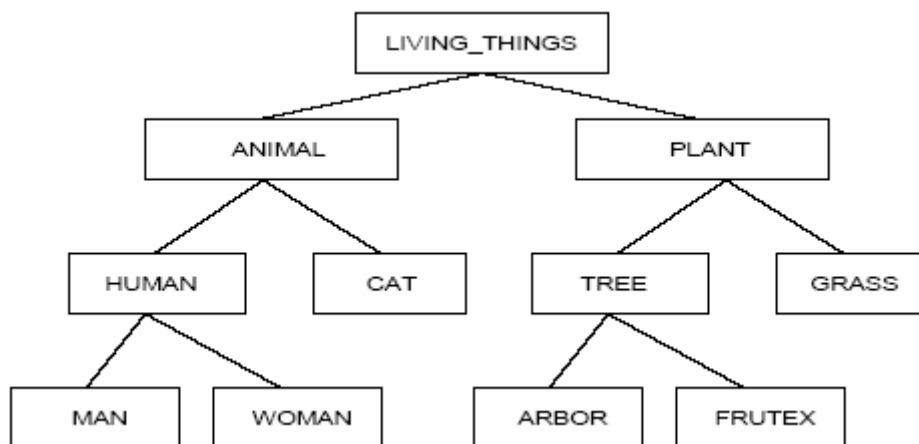 LIVING_THINGS
ANIMAL
PLANT
HUMAN
CAT
TREE
GRASS
MAN
WOMAN
ARBOR
FRUTEX